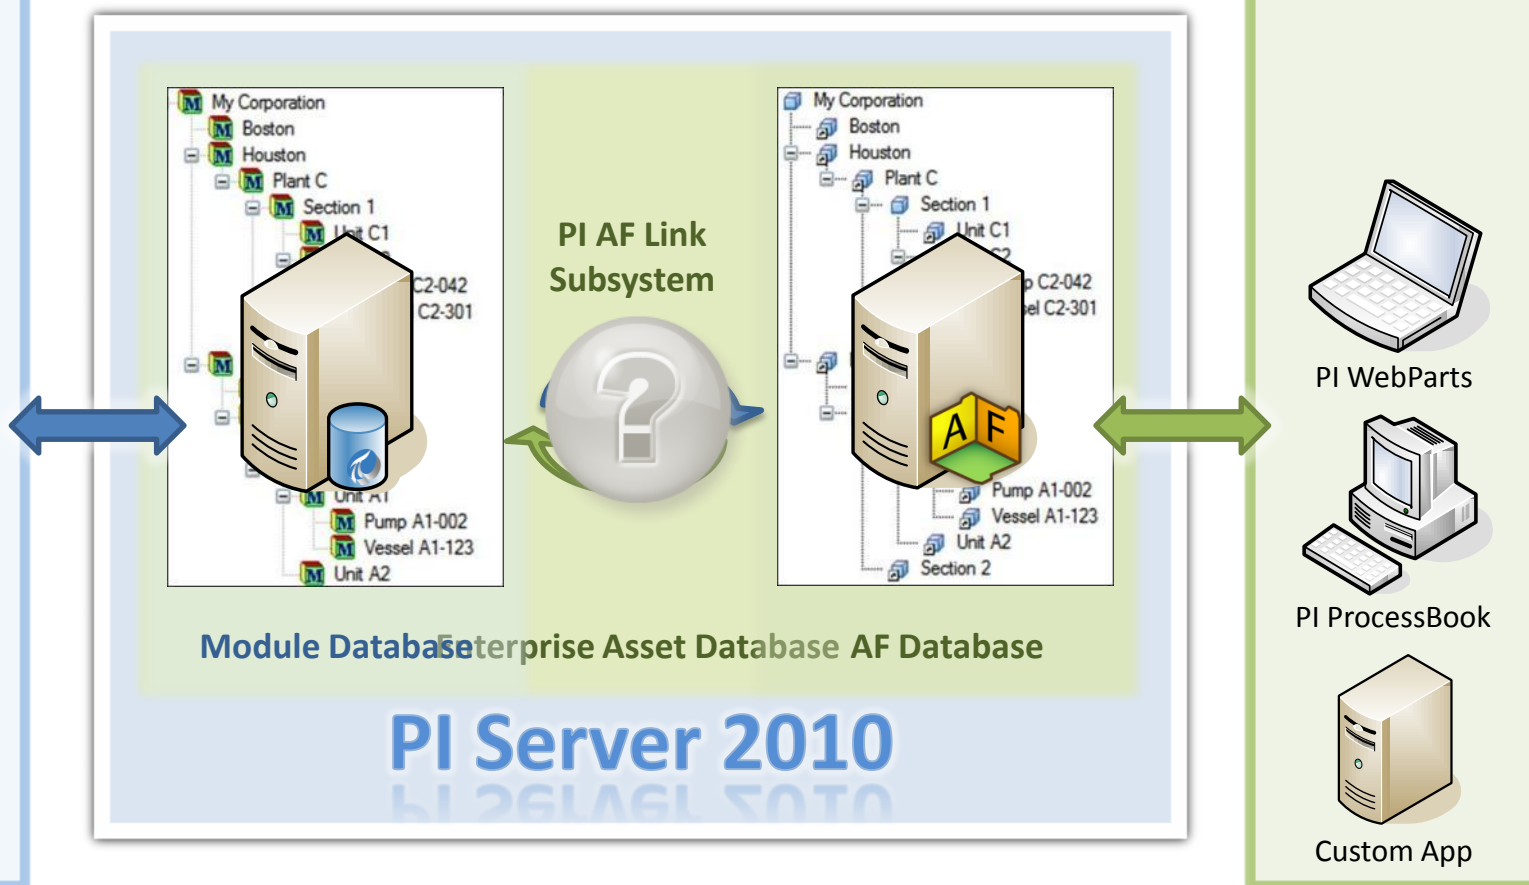 My Corporation
Boston
Houston
Plant C
Section 1
Unit C1
C2-042
C2-301
Unit A1
Pump A1-002
Vessel A1-123
Unit A2
PI AF Link
Subsystem
My Corporation
Boston
Houston
Plant C
Section 1
Unit C1
C2
p C2-042
sel C2-301
AF
Pump A1-002
Vessel A1-123
Unit A2
Section 2
Module Database
Enterprise Asset Database
AF Database
PI Server 2010
PI WebParts
PI ProcessBook
Custom App